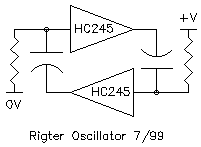 +V
HC245
HC245
0V
Rigter Oscillator 7/99